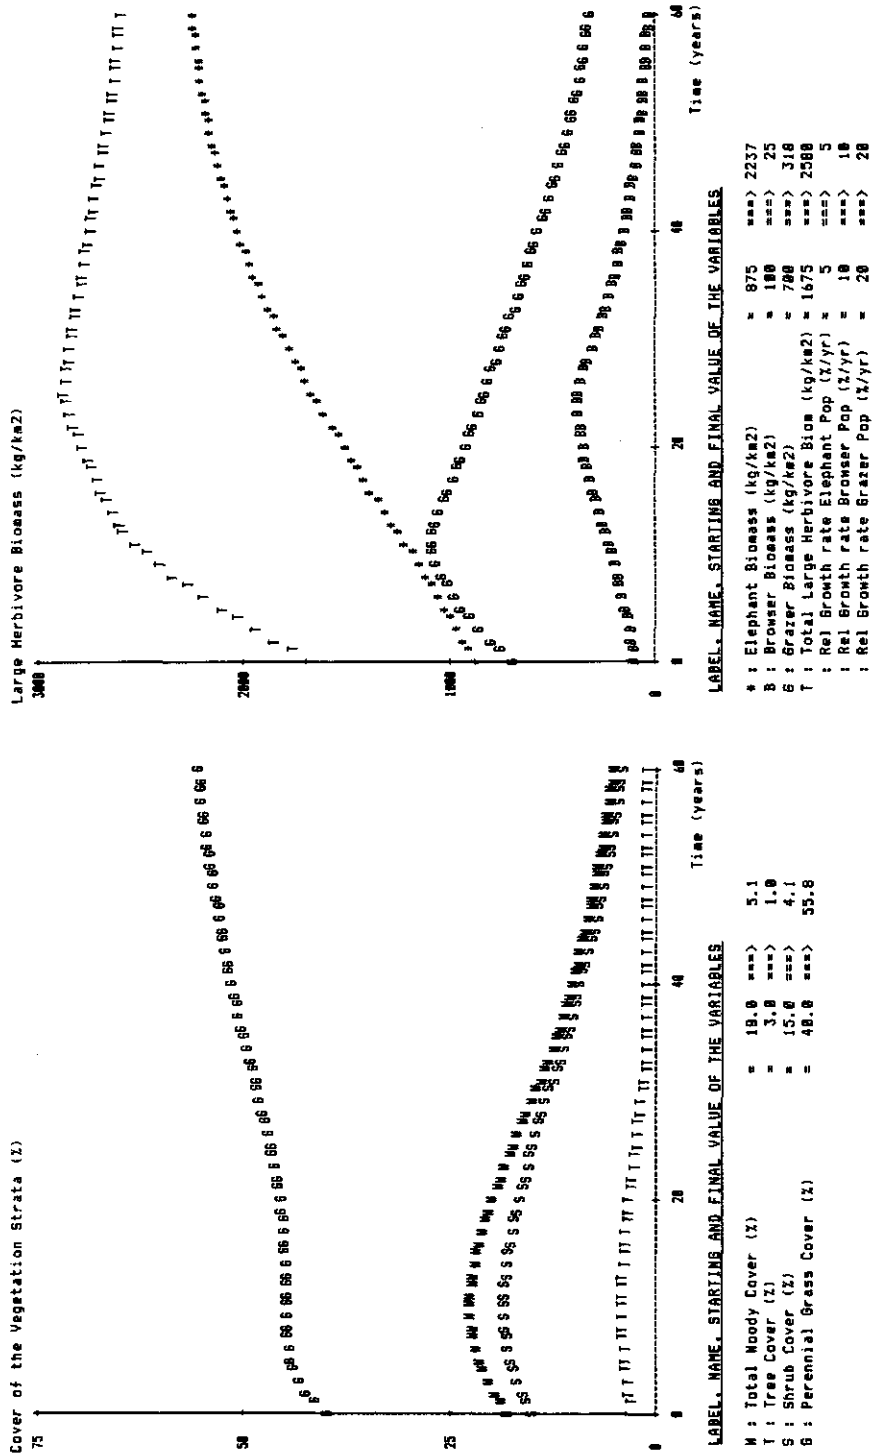 Cover of the Vegetation Strata (%)
75
50
25
0
0
20
40
60
Time (years)
LABEL, NAME, STARTING AND FINAL VALUE OF THE VARIABLES
W : Total Woody Cover (%) = 18.0 ===> 5.1
T : Tree Cover (%) = 3.0 ===> 1.0
S : Shrub Cover (%) = 15.0 ===> 4.1
G : Perennial Grass Cover (%) = 40.0 ===> 55.8
Large Herbivore Biomass (kg/km2)
3000
2000
1000
0
0
20
40
60
Time (years)
LABEL, NAME, STARTING AND FINAL VALUE OF THE VARIABLES
* : Elephant Biomass (kg/km2) = 875 ===> 2237
B : Browser Biomass (kg/km2) = 100 ===> 25
G : Grazer Biomass (kg/km2) = 700 ===> 318
T : Total Large Herbivore Biom (kg/km2) = 1675 ===> 2580
: Rel Growth rate Elephant Pop (%/yr) = 5 ===> 5
: Rel Growth rate Browser Pop (%/yr) = 10 ===> 10
: Rel Growth rate Grazer Pop (%/yr) = 20 ===> 20